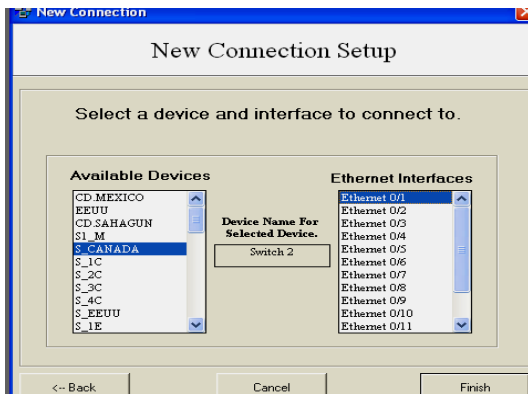 New Connection
New Connection Setup
Select a device and interface to connect to.
Available Devices
CD.MEXICO
EEUU
CD.SAHAGUN
S1_M
S_CANADA
S_1C
S_2C
S_3C
S_4C
S_EEUU
S_1E
Device Name For
Selected Device.
Switch 2
Ethernet Interfaces
Ethernet 0/1
Ethernet 0/2
Ethernet 0/3
Ethernet 0/4
Ethernet 0/5
Ethernet 0/6
Ethernet 0/7
Ethernet 0/8
Ethernet 0/9
Ethernet 0/10
Ethernet 0/11
<-- Back
Cancel
Finish